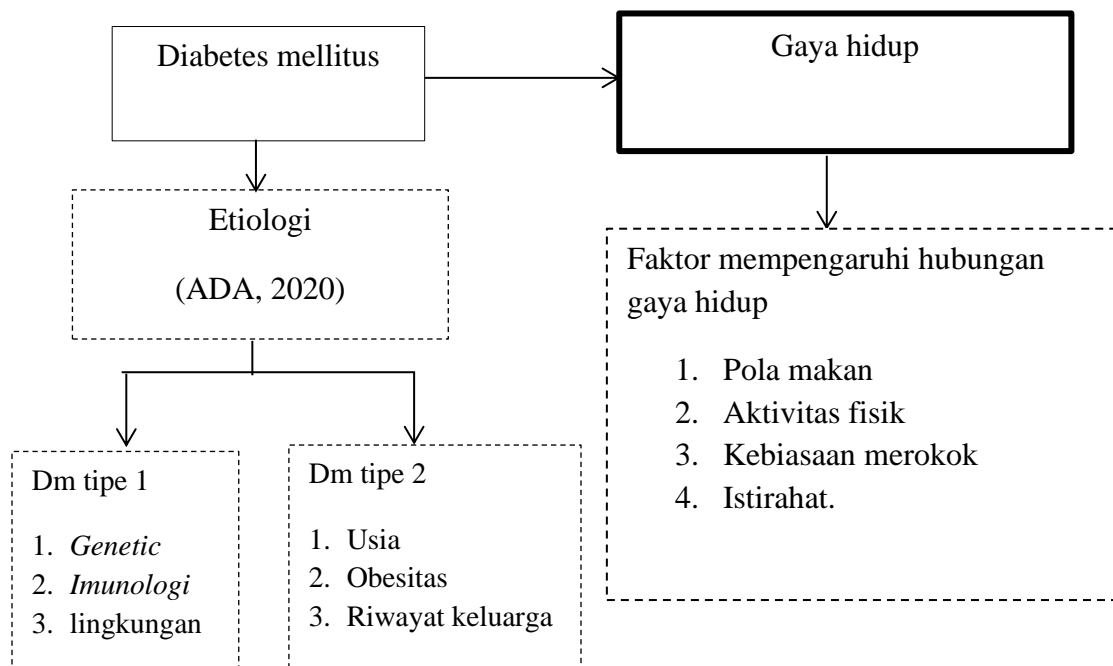 Diabetes mellitus
Gaya hidup
Etiologi
(ADA, 2020)
Faktor mempengaruhi hubungan
gaya hidup
1. Pola makan
2. Aktivitas fisik
3. Kebiasaan merokok
4. Istirahat.
Dm tipe 1
1. Genetic
2. Imunologi
3. lingkungan
Dm tipe 2
1. Usia
2. Obesitas
3. Riwayat keluarga